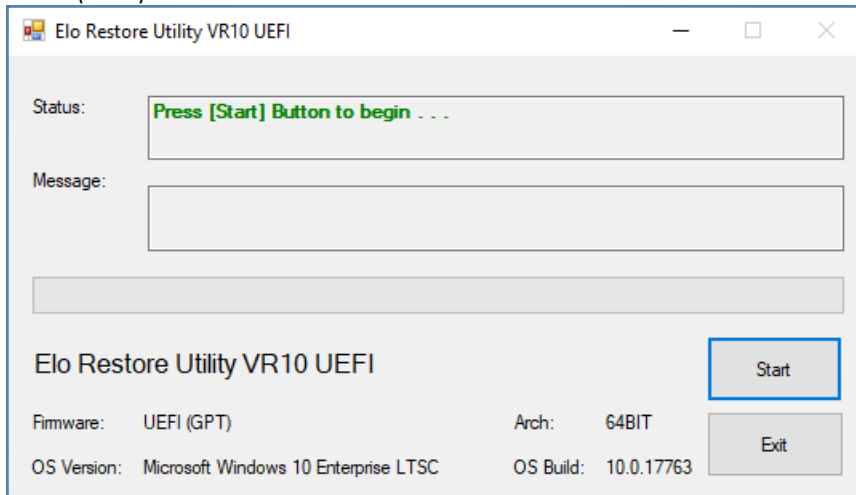 Elo Restore Utility VR10 UEFI
Status:
Press [Start] Button to begin . . .
Message:
Elo Restore Utility VR10 UEFI
Start
Firmware: UEFI (GPT) Arch: 64BIT
Exit
OS Version: Microsoft Windows 10 Enterprise LTSC OS Build: 10.0.17763